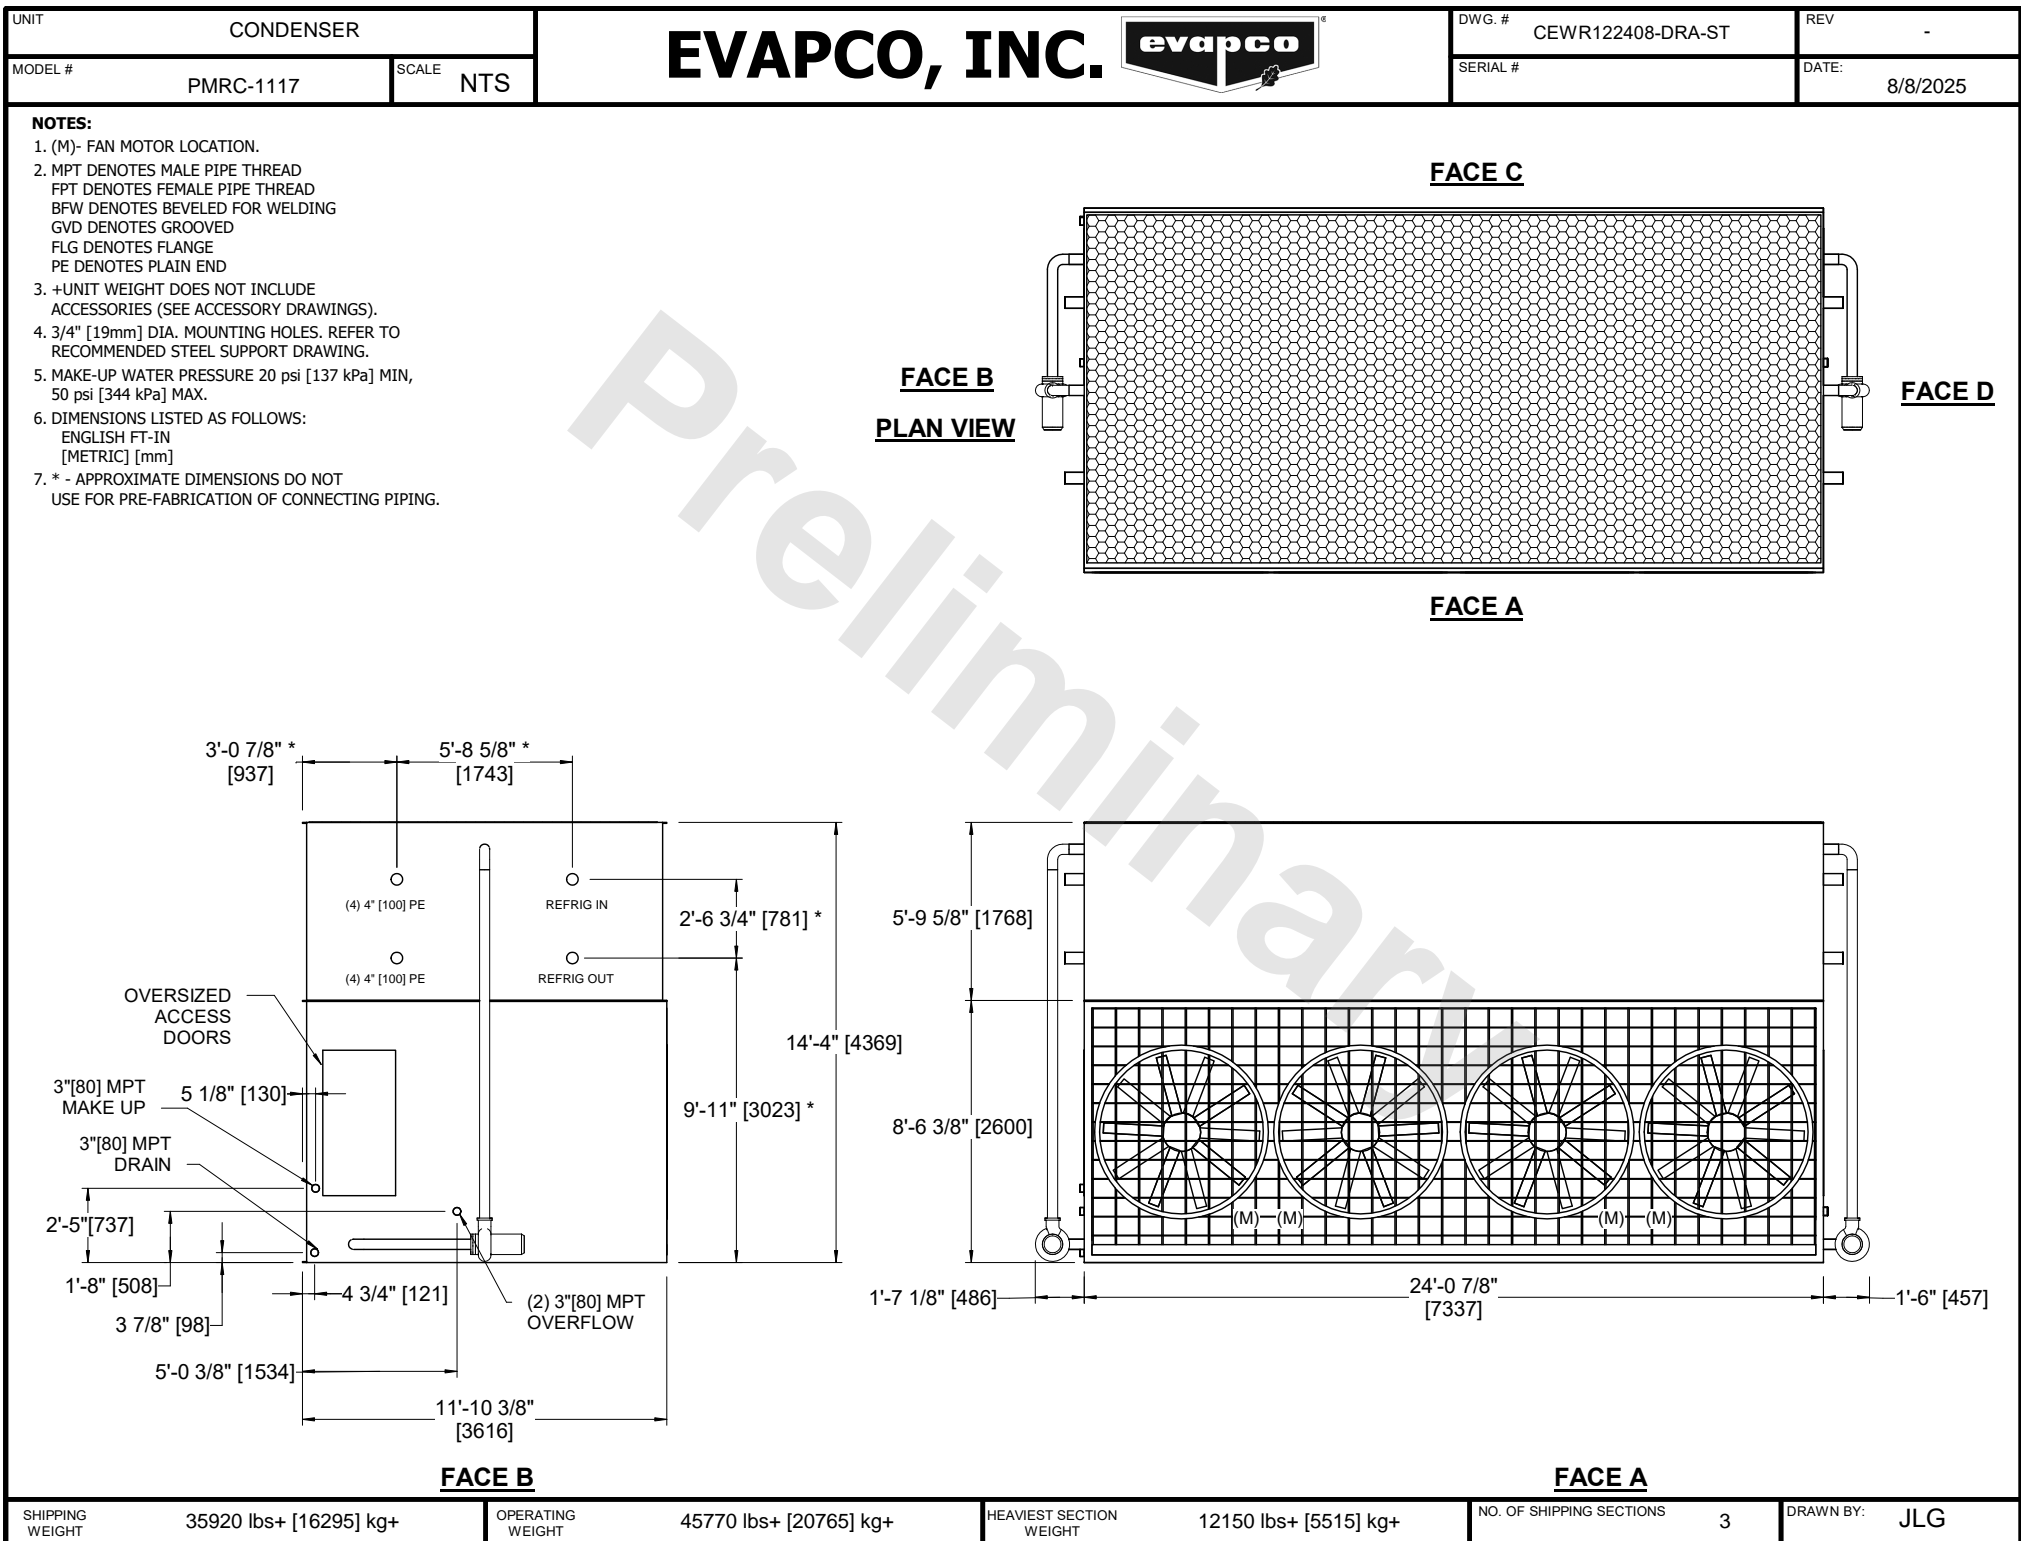 UNIT
CONDENSER
MODEL #
PMRC-1117
SCALE
NTS
EVAPCO, INC.
evapco
®
DWG. #
CEWR122408-DRA-ST
REV
-
SERIAL #
DATE:
8/8/2025
NOTES:
1. (M)- FAN MOTOR LOCATION.
2. MPT DENOTES MALE PIPE THREAD
FPT DENOTES FEMALE PIPE THREAD
BFW DENOTES BEVELED FOR WELDING
GVD DENOTES GROOVED
FLG DENOTES FLANGE
PE DENOTES PLAIN END
3. +UNIT WEIGHT DOES NOT INCLUDE
ACCESSORIES (SEE ACCESSORY DRAWINGS).
4. 3/4" [19mm] DIA. MOUNTING HOLES. REFER TO
RECOMMENDED STEEL SUPPORT DRAWING.
5. MAKE-UP WATER PRESSURE 20 psi [137 kPa] MIN,
50 psi [344 kPa] MAX.
6. DIMENSIONS LISTED AS FOLLOWS:
ENGLISH FT-IN
[METRIC] [mm]
7. * - APPROXIMATE DIMENSIONS DO NOT
USE FOR PRE-FABRICATION OF CONNECTING PIPING.
FACE C
FACE B
PLAN VIEW
FACE D
FACE A
Preliminary
3'-0 7/8" *
[937]
5'-8 5/8" *
[1743]
(4) 4" [100] PE
REFRIG IN
(4) 4" [100] PE
REFRIG OUT
2'-6 3/4" [781] *
14'-4" [4369]
9'-11" [3023] *
OVERSIZED
ACCESS
DOORS
3"[80] MPT
MAKE UP
5 1/8" [130]
3"[80] MPT
DRAIN
2'-5"[737]
1'-8" [508]
3 7/8" [98]
4 3/4" [121]
(2) 3"[80] MPT
OVERFLOW
5'-0 3/8" [1534]
11'-10 3/8"
[3616]
FACE B
5'-9 5/8" [1768]
8'-6 3/8" [2600]
(M)
(M)
(M)
(M)
1'-7 1/8" [486]
24'-0 7/8"
[7337]
1'-6" [457]
FACE A
SHIPPING
WEIGHT
35920 lbs+ [16295] kg+
OPERATING
WEIGHT
45770 lbs+ [20765] kg+
HEAVIEST SECTION
WEIGHT
12150 lbs+ [5515] kg+
NO. OF SHIPPING SECTIONS
3
DRAWN BY:
JLG